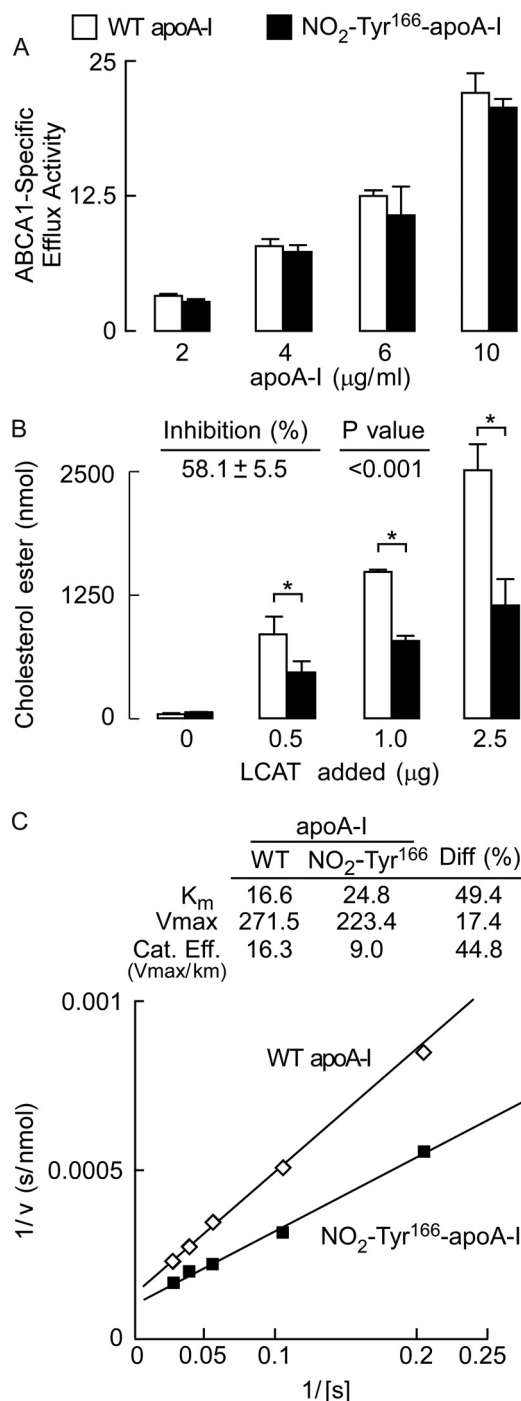 WT apoA-I NO2-Tyr166-apoA-I
A
25
12.5
0
ABCA1-Specific
Efflux Activity
2 4 6 10
apoA-I (μg/ml)
B
Inhibition (%) P value
58.1 ± 5.5 <0.001
2500
1250
0
Cholesterol ester (nmol)
* * *
0 0.5 1.0 2.5
LCAT added (μg)
C
apoA-I
WT NO2-Tyr166 Diff (%)
Km 16.6 24.8 49.4
Vmax 271.5 223.4 17.4
Cat. Eff. 16.3 9.0 44.8
(Vmax/km)
0.001
0.0005
0
1/v (s/nmol)
WT apoA-I
NO2-Tyr166-apoA-I
0 0.05 0.1 0.2 0.25
1/[s]